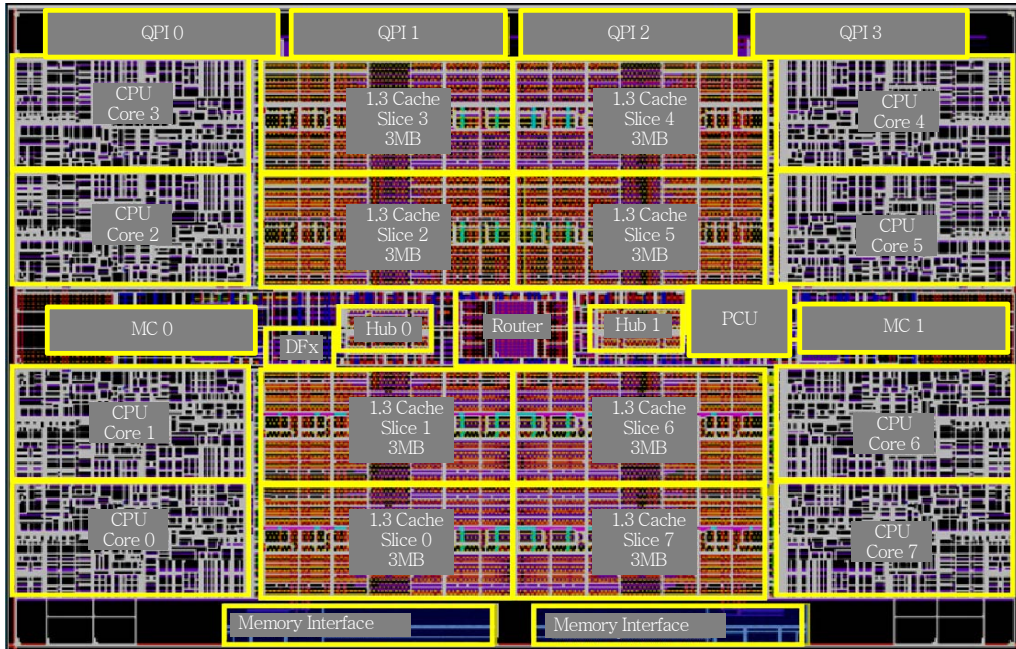 QPI 0
QPI 1
QPI 2
QPI 3
CPU
Core 3
1.3 Cache
Slice 3
3MB
1.3 Cache
Slice 4
3MB
CPU
Core 4
CPU
Core 2
1.3 Cache
Slice 2
3MB
1.3 Cache
Slice 5
3MB
CPU
Core 5
MC 0
DFx
Hub 0
Router
Hub 1
PCU
MC 1
CPU
Core 1
1.3 Cache
Slice 1
3MB
1.3 Cache
Slice 6
3MB
CPU
Core 6
CPU
Core 0
1.3 Cache
Slice 0
3MB
1.3 Cache
Slice 7
3MB
CPU
Core 7
Memory Interface
Memory Interface